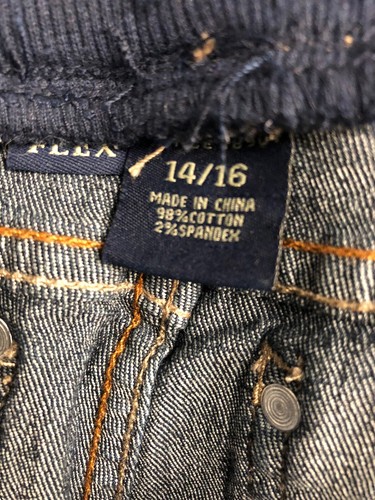 FLEX
14/16
MADE IN CHINA
98%COTTON
2%SPANDEX